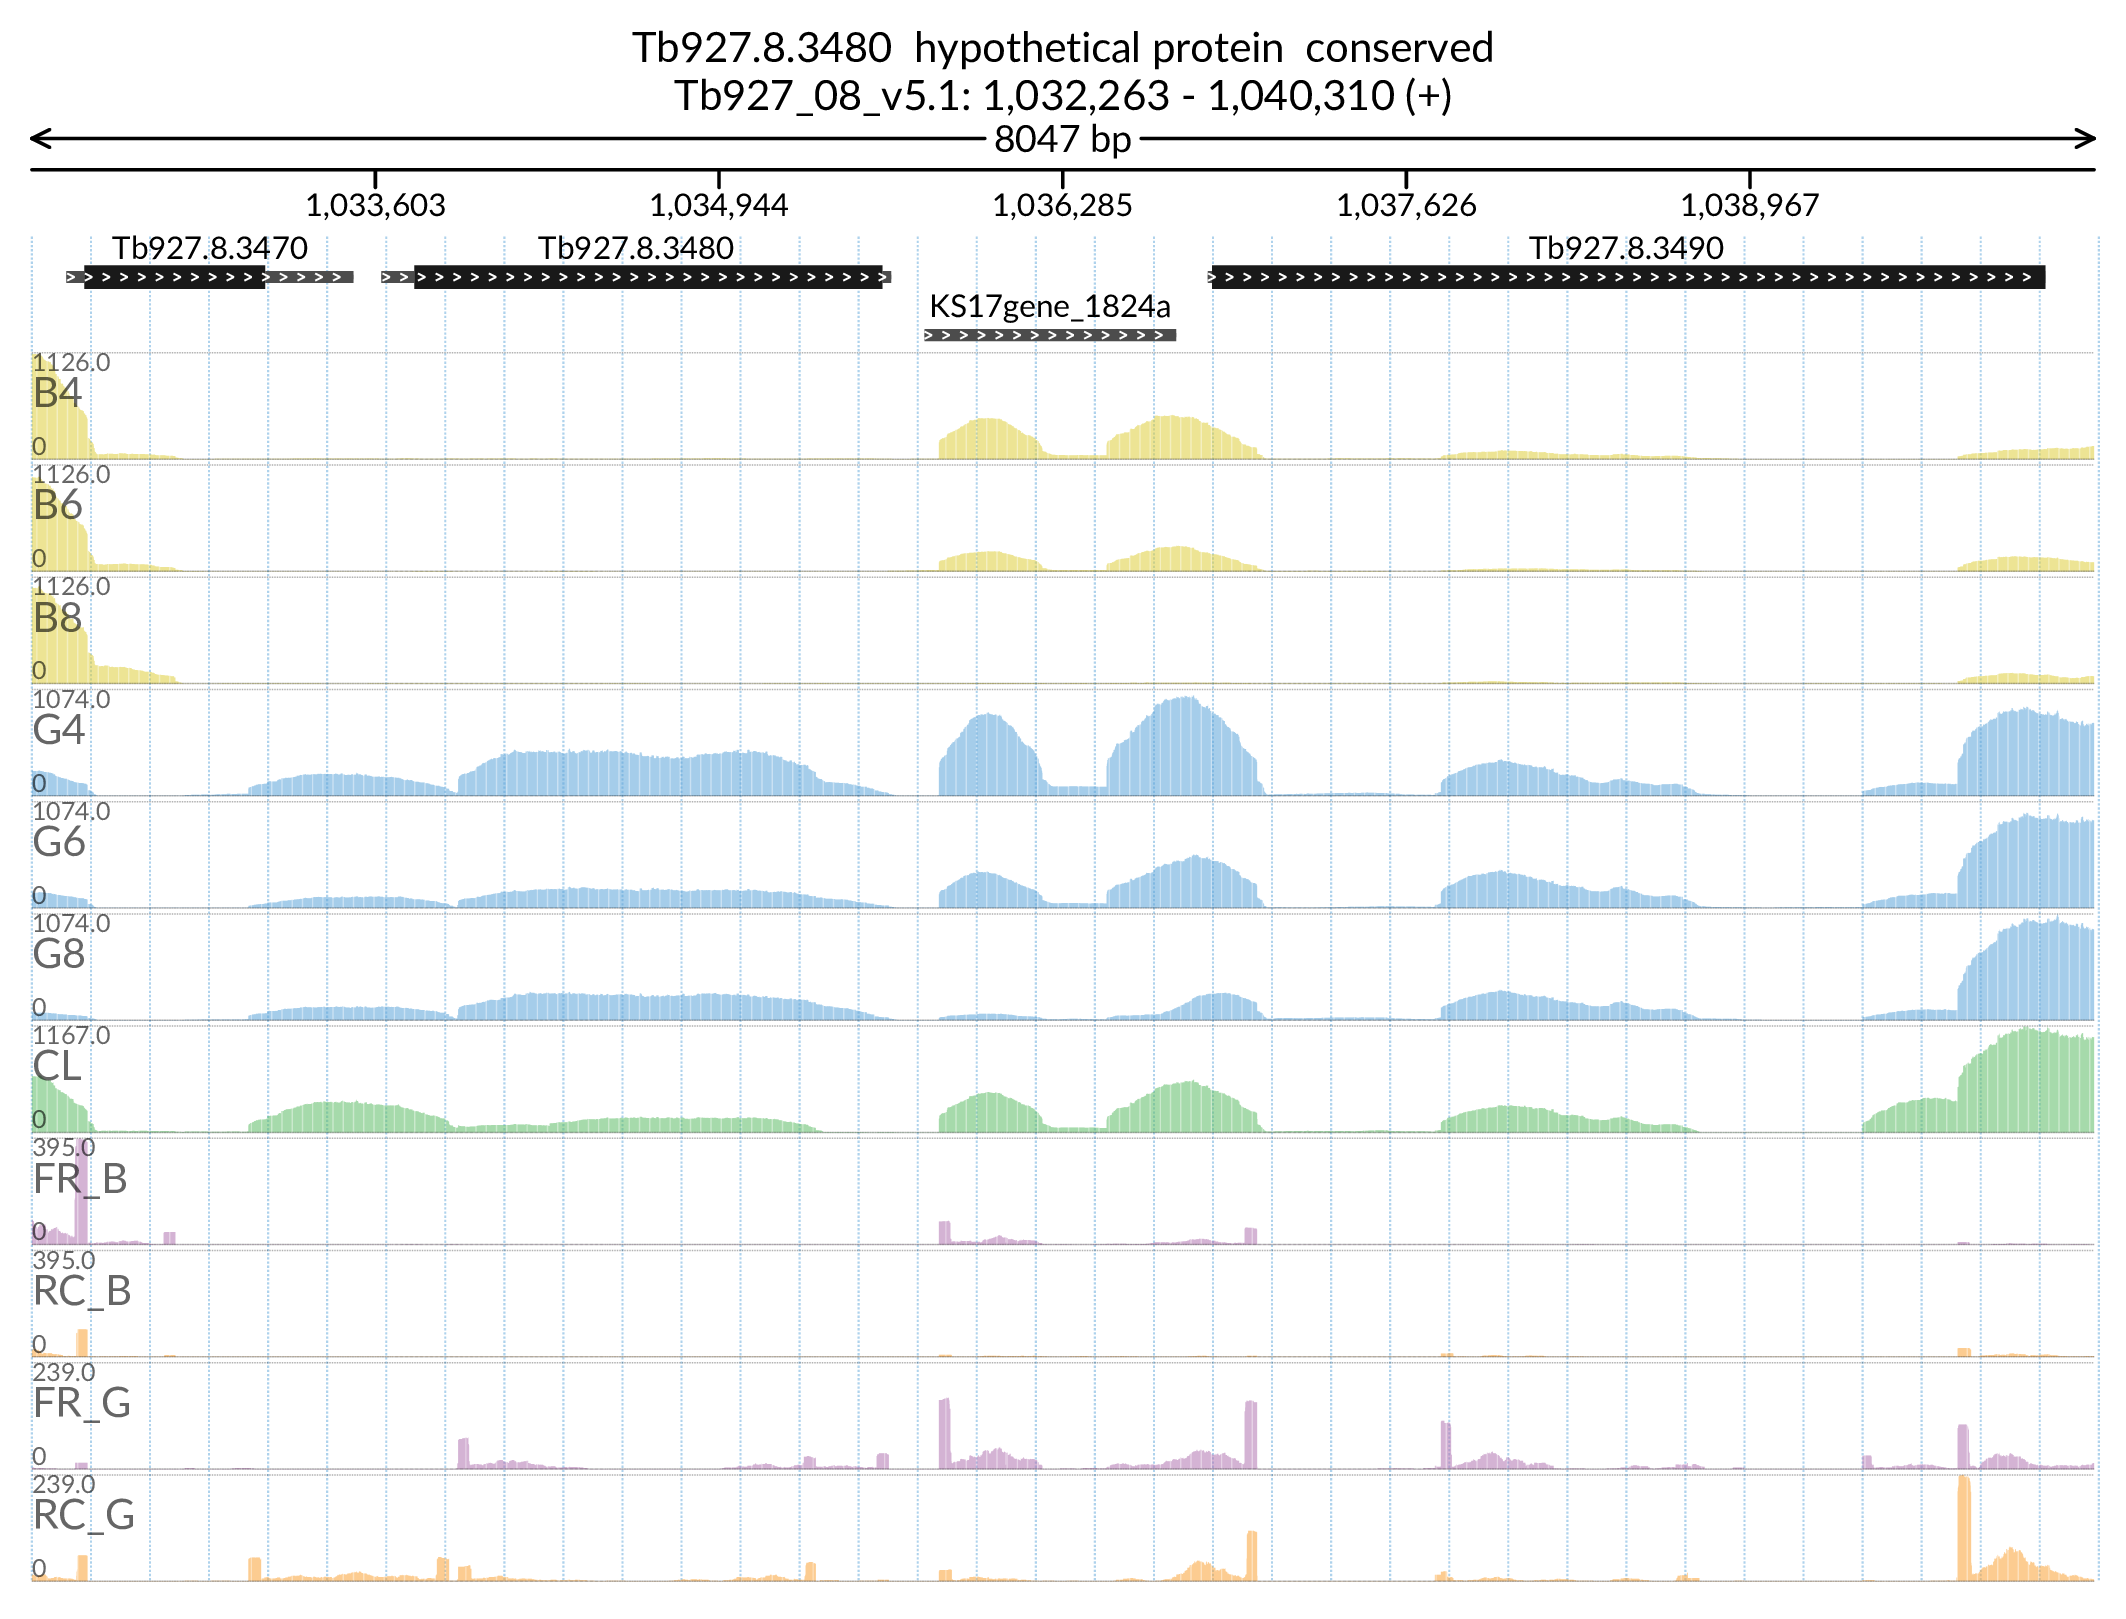 Tb927.8.3480  hypothetical protein  conserved
Tb927_08_v5.1: 1,032,263 - 1,040,310 (+)
8047 bp
1,033,603 1,034,944 1,036,285 1,037,626 1,038,967
Tb927.8.3470 Tb927.8.3480 Tb927.8.3490
KS17gene_1824a
1126.0
B4
0
1126.0
B6
0
1126.0
B8
0
1074.0
G4
0
1074.0
G6
0
1074.0
G8
0
1167.0
CL
0
395.0
FR_B
0
395.0
RC_B
0
239.0
FR_G
0
239.0
RC_G
0